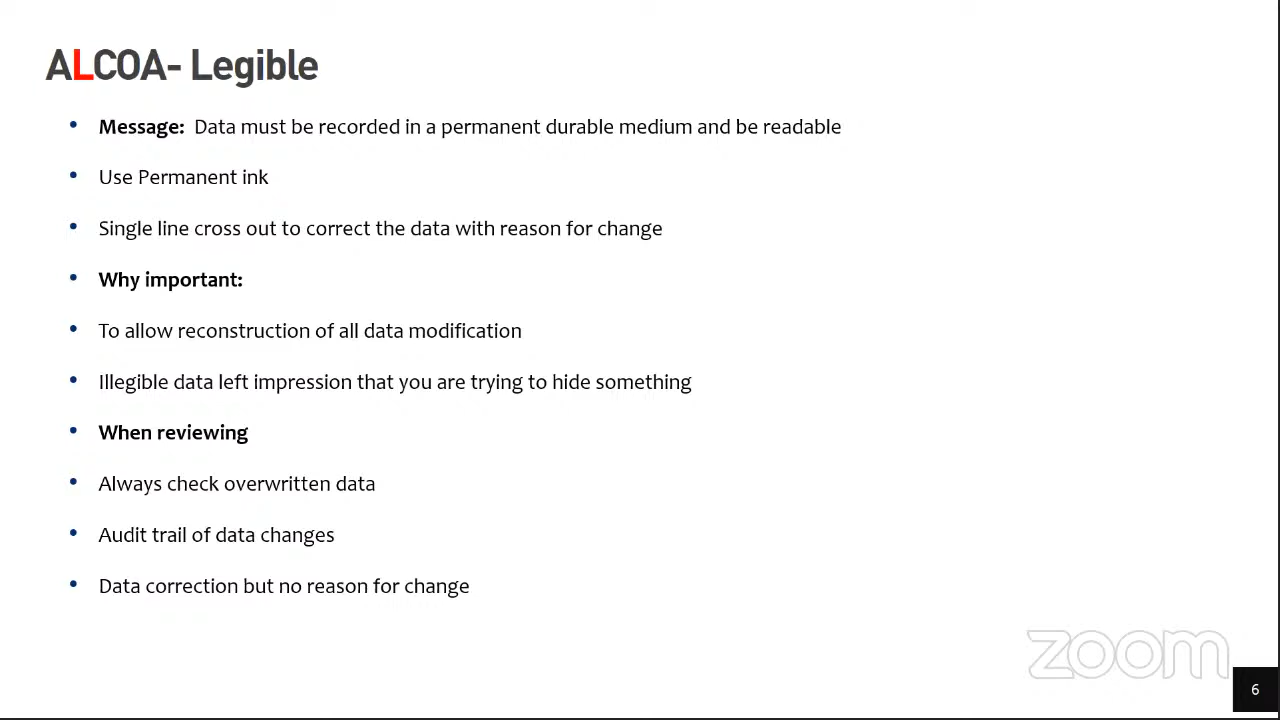 ALCOA- Legible
• Message: Data must be recorded in a permanent durable medium and be readable
• Use Permanent ink
• Single line cross out to correct the data with reason for change
• Why important:
• To allow reconstruction of all data modification
• Illegible data left impression that you are trying to hide something
• When reviewing
• Always check overwritten data
• Audit trail of data changes
• Data correction but no reason for change
zoom
6